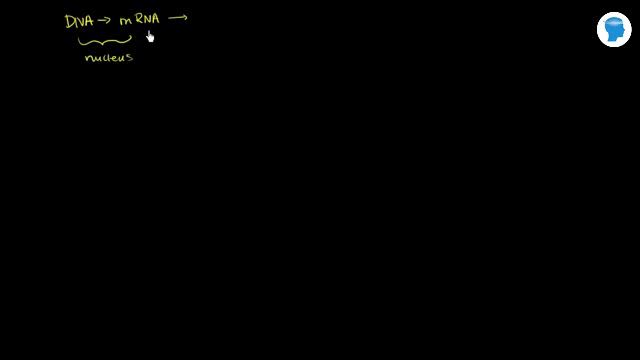 DNA → mRNA →
nucleus